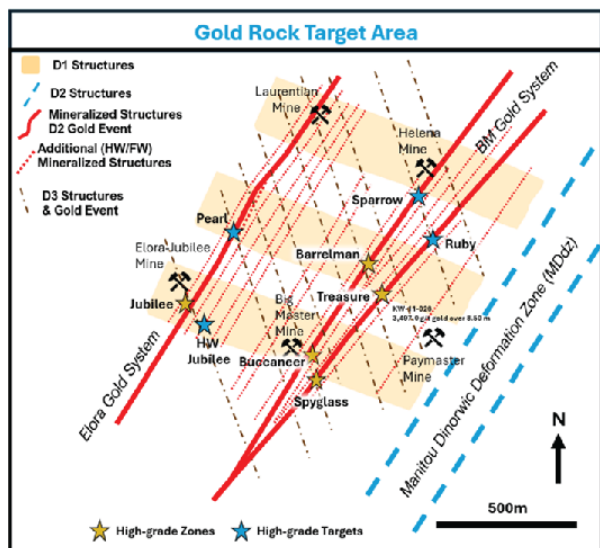 Gold Rock Target Area
D1 Structures
D2 Structures
Mineralized Structures
D2 Gold Event
Additional (HW/FW)
Mineralized Structures
D3 Structures
& Gold Event
Laurentian
Mine
Helena
Mine
BM Gold System
Sparrow
Pearl
Ruby
Elora-Jubilee
Mine
Barrelman
Treasure
Jubilee
Big
Master
Mine
HW
Jubilee
Buccaneer
Paymaster
Mine
Spyglass
Elora Gold System
Manitou Dinorwic Deformation Zone (MDdz)
N
500m
High-grade Zones
High-grade Targets